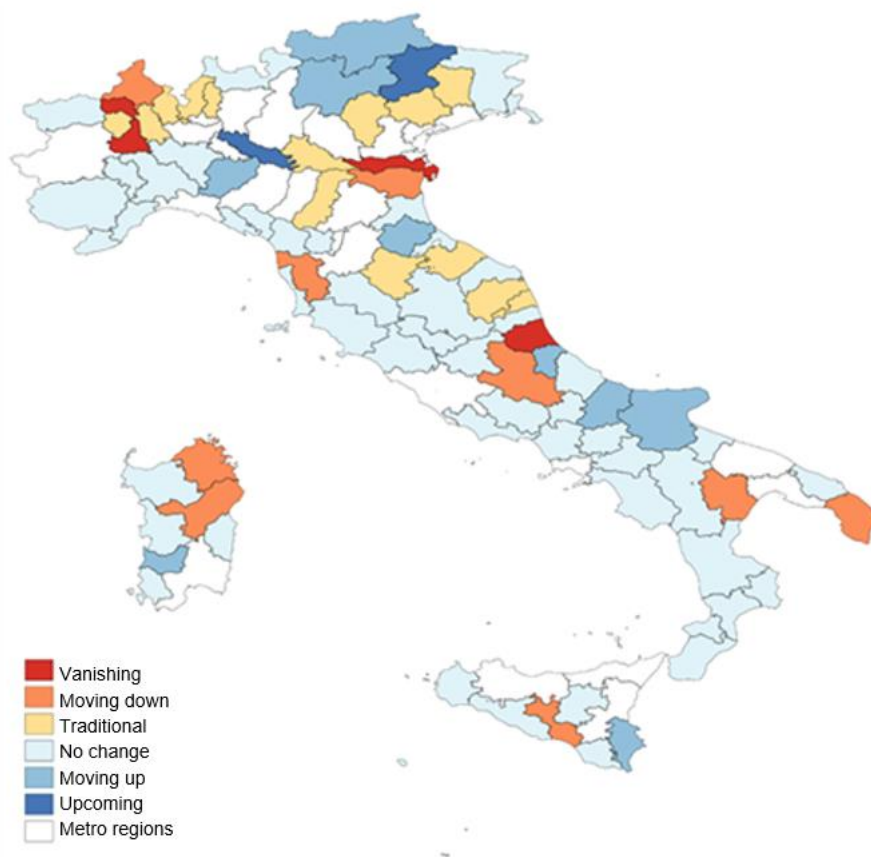 Vanishing
Moving down
Traditional
No change
Moving up
Upcoming
Metro regions